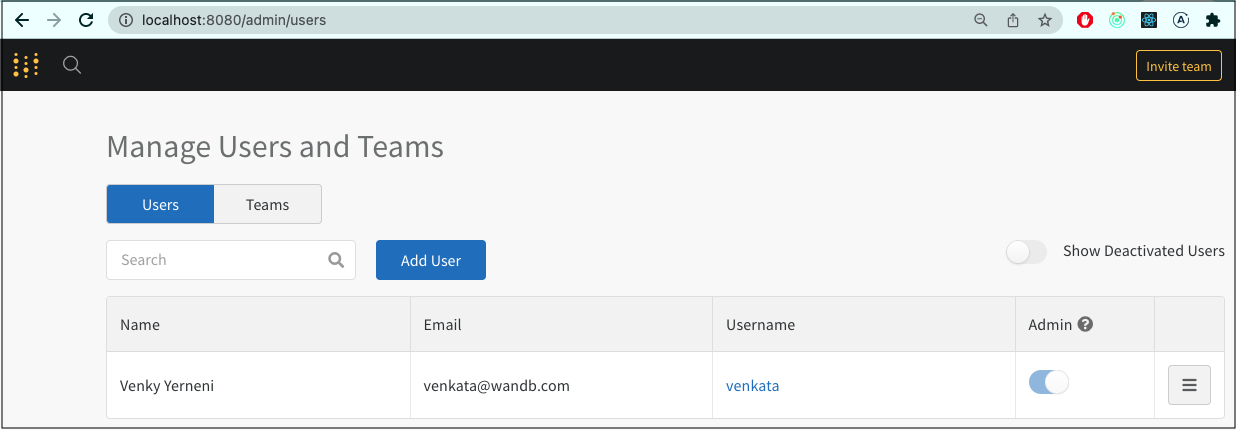 localhost:8080/admin/users
Invite team
Manage Users and Teams
Users Teams
Search Add User Show Deactivated Users
Name Email Username Admin ?
Venky Yerneni venkata@wandb.com venkata